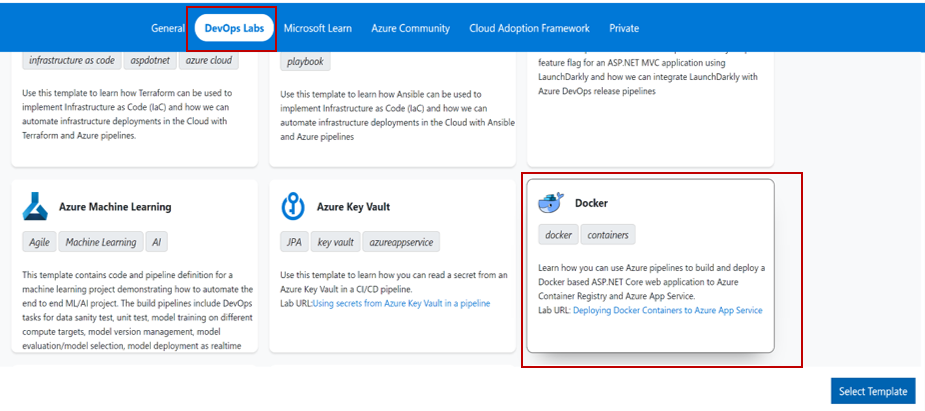 General
DevOps Labs
Microsoft Learn
Azure Community
Cloud Adoption Framework
Private
infrastructure as code
aspdotnet
azure cloud
Use this template to learn how Terraform can be used to
implement Infrastructure as Code (IaC) and how we can
automate infrastructure deployments in the Cloud with
Terraform and Azure pipelines.
playbook
Use this template to learn how Ansible can be used to
implement Infrastructure as Code (IaC) and how we can
automate infrastructure deployments in the Cloud with Ansible
and Azure pipelines
feature flag for an ASP.NET MVC application using
LaunchDarkly and how we can integrate LaunchDarkly with
Azure DevOps release pipelines
Azure Machine Learning
Agile
Machine Learning
AI
This template contains code and pipeline definition for a
machine learning project demonstrating how to automate the
end to end ML/AI project. The build pipelines include DevOps
tasks for data sanity test, unit test, model training on different
compute targets, model version management, model
evaluation/model selection, model deployment as realtime
Azure Key Vault
JPA
key vault
azureappservice
Use this template to learn how you can read a secret from an
Azure Key Vault in a CI/CD pipeline.
Lab URL:Using secrets from Azure Key Vault in a pipeline
Docker
docker
containers
Learn how you can use Azure pipelines to build and deploy a
Docker based ASP.NET Core web application to Azure
Container Registry and Azure App Service.
Lab URL: Deploying Docker Containers to Azure App Service
Select Template